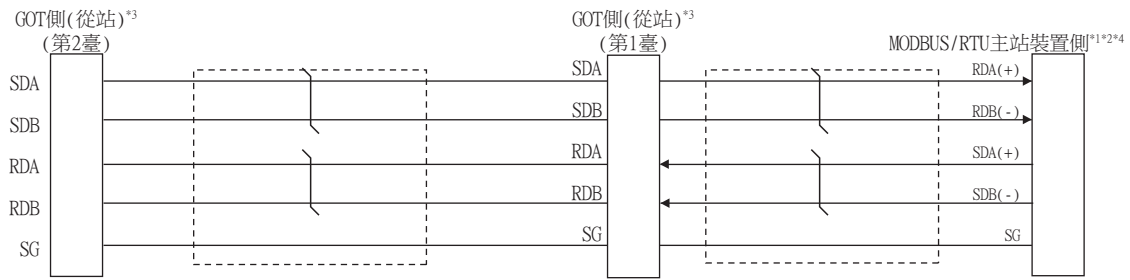 GOT側(從站)*3
(第2臺)
GOT側(從站)*3
(第1臺)
MODBUS/RTU主站裝置側*1*2*4
SDA
SDB
RDA
RDB
SG
SDA
SDB
RDA
RDB
SG
RDA(+)
RDB(-)
SDA(+)
SDB(-)
SG